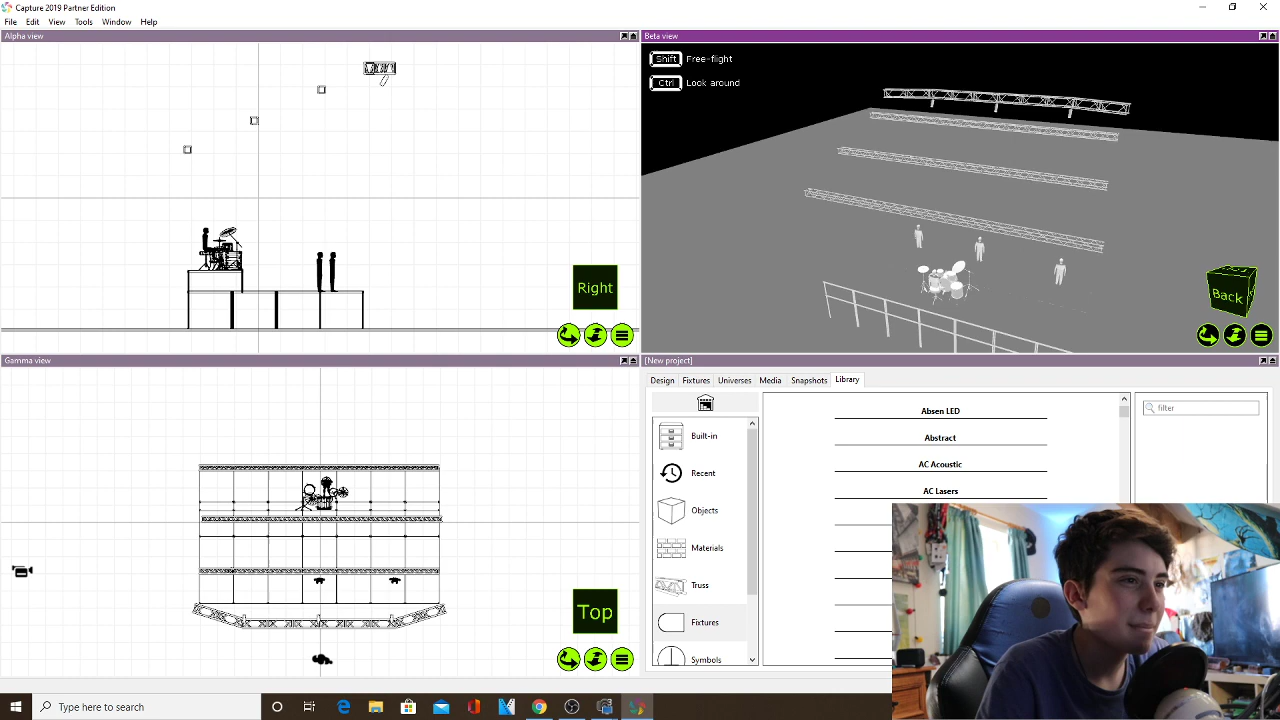 Capture 2019 Partner Edition
File Edit View Tools Window Help
Alpha view
Right
Beta view
Shift Free-flight
Ctrl Look around
Back
Gamma view
Top
[New project]
Design Fixtures Universes Media Snapshots Library
Built-in
Recent
Objects
Materials
Truss
Fixtures
Symbols
Absen LED
Abstract
AC Acoustic
AC Lasers
filter
Type here to search